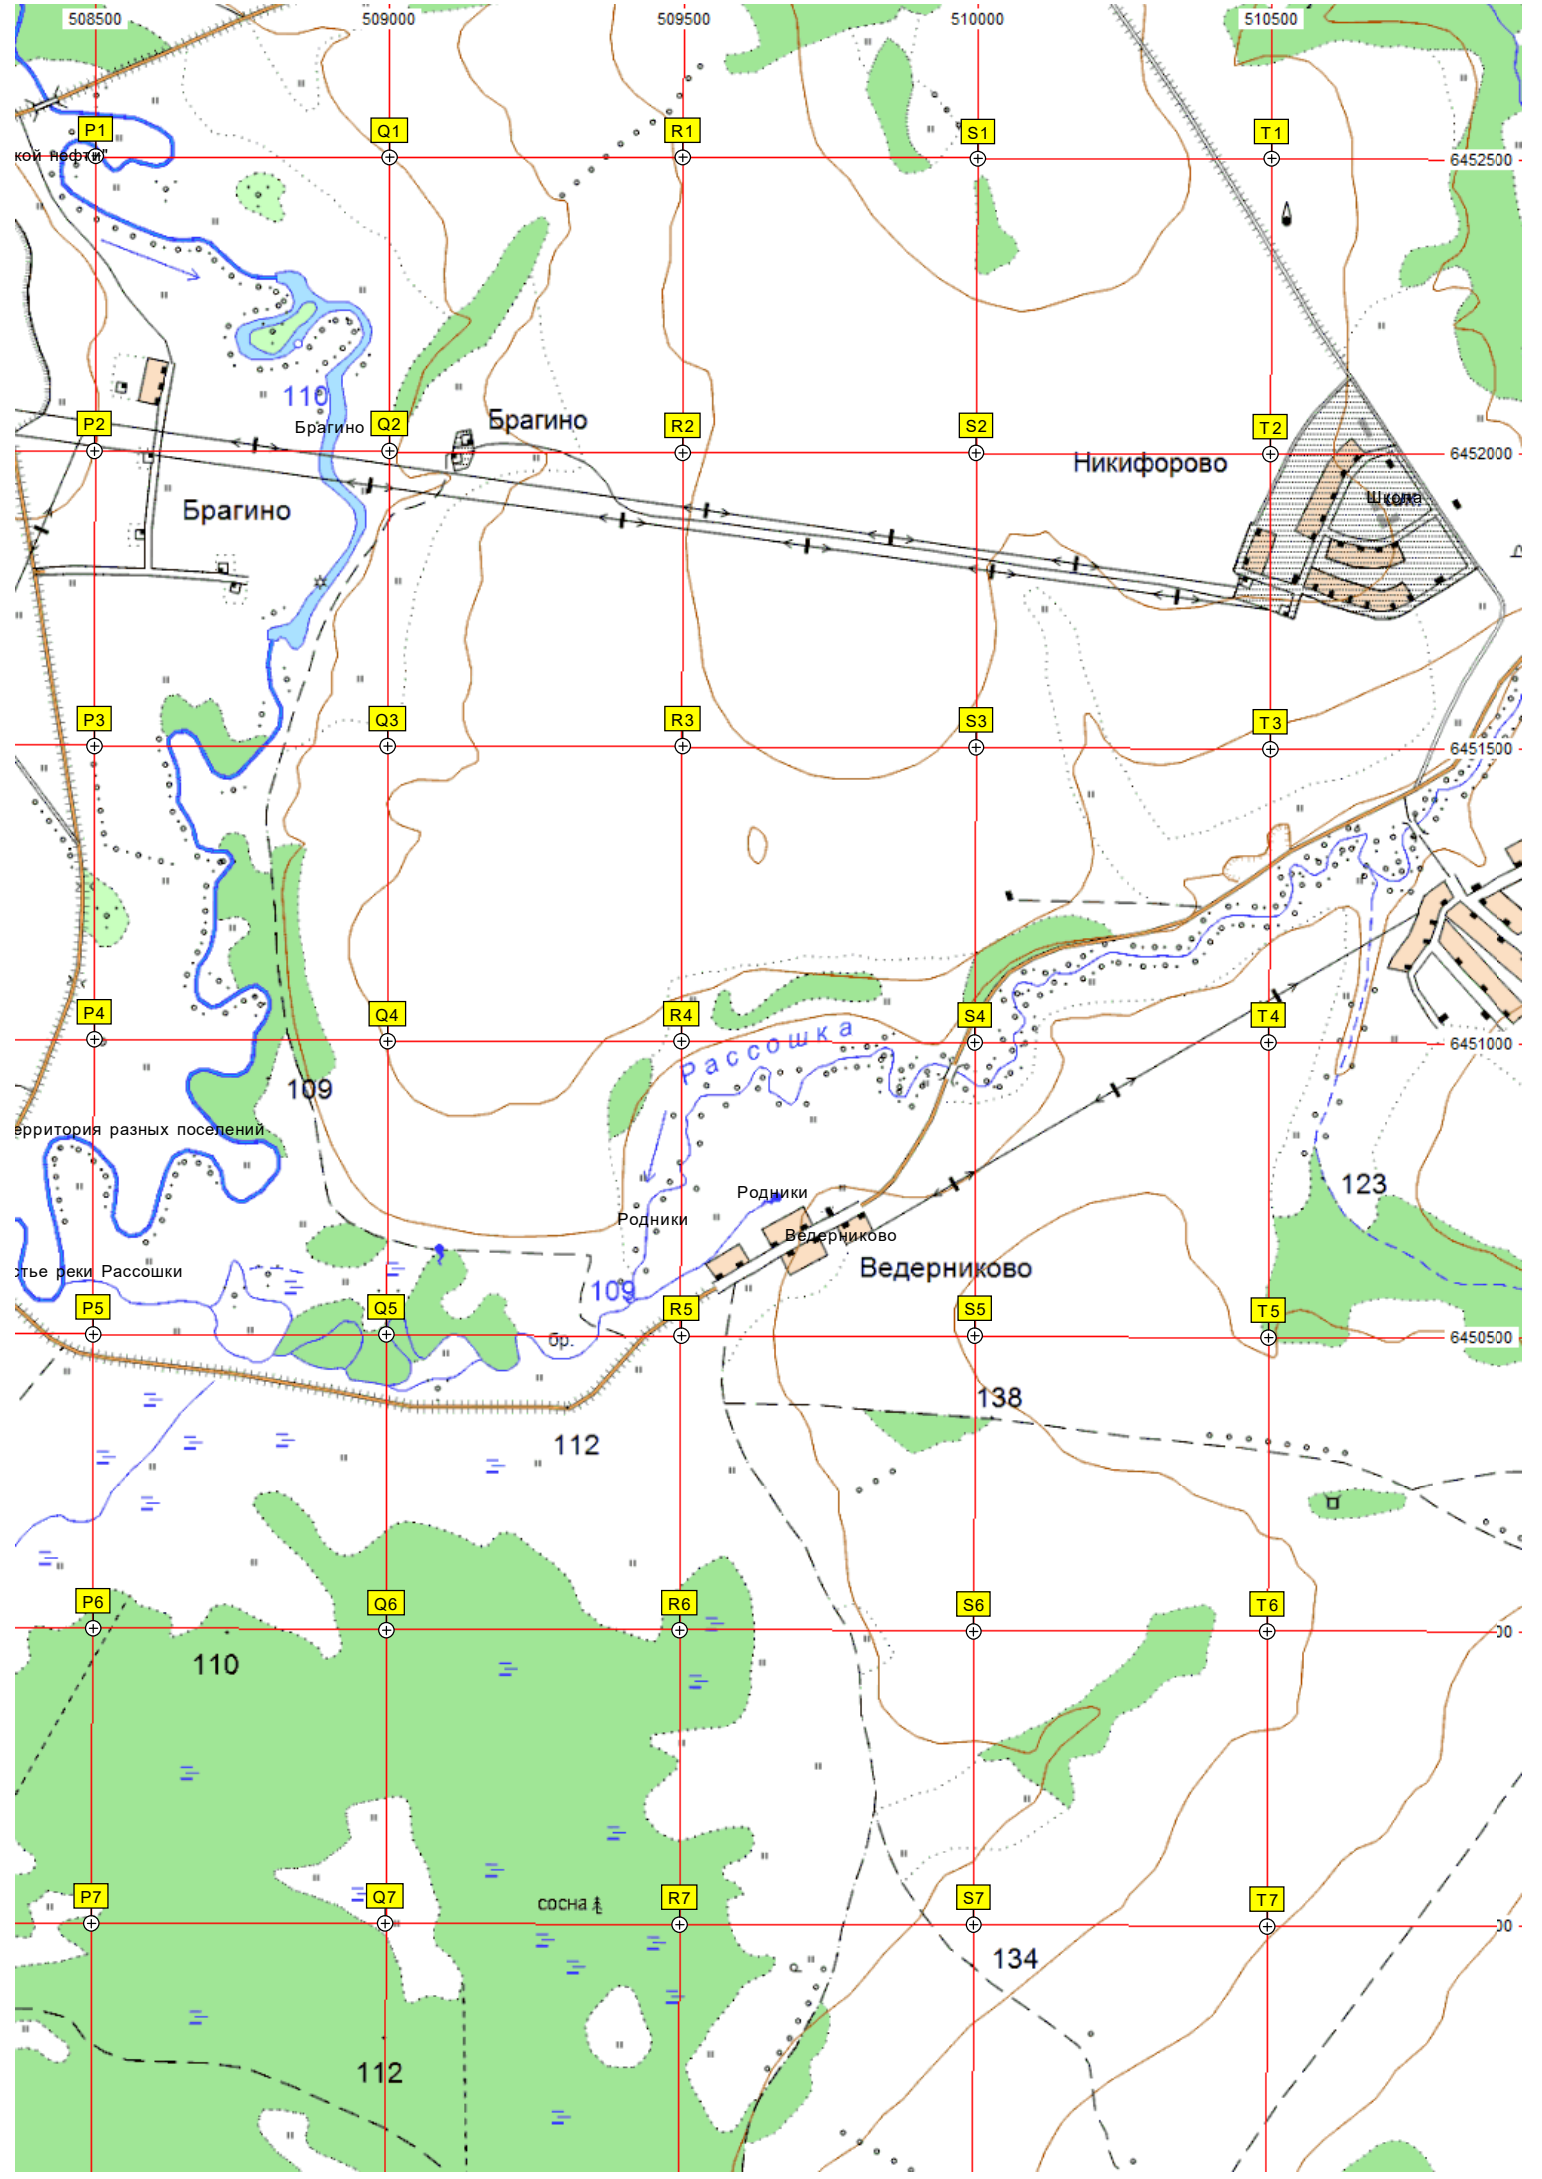 508500 509000 509500 510000 510500
P1 Q1 R1 S1 T1
кой нефти"
6452500
110
P2 Q2 R2 S2 T2
Брагино
Брагино
6452000
Никифорово
Школа
Брагино
P3 Q3 R3 S3 T3
6451500
P4 Q4 R4 S4 T4
Рассошка
6451000
109
ерритория разных поселений
123
Родники
Родники
Ведерниково
Ведерниково
стье реки Рассошки
109
P5 Q5 R5 S5 T5
бр.
6450500
138
112
P6 Q6 R6 S6 T6
00
110
P7 Q7 R7 S7 T7
сосна
00
134
112